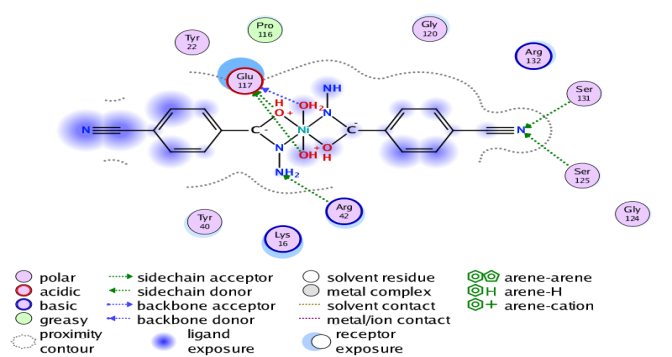 Pro
116
Gly
120
Tyr
22
Arg
132
Glu
117
NH
Ser
131
H
OH2
N
O+
N
C-
Ni
C-
N
N
OH+
O
H
Ser
125
NH2
Tyr
40
Arg
42
Gly
124
Lys
16
polar
acidic
basic
greasy
proximity
contour
sidechain acceptor
sidechain donor
backbone acceptor
backbone donor
ligand
exposure
solvent residue
metal complex
solvent contact
metal/ion contact
receptor
exposure
arene-arene
H arene-H
+ arene-cation